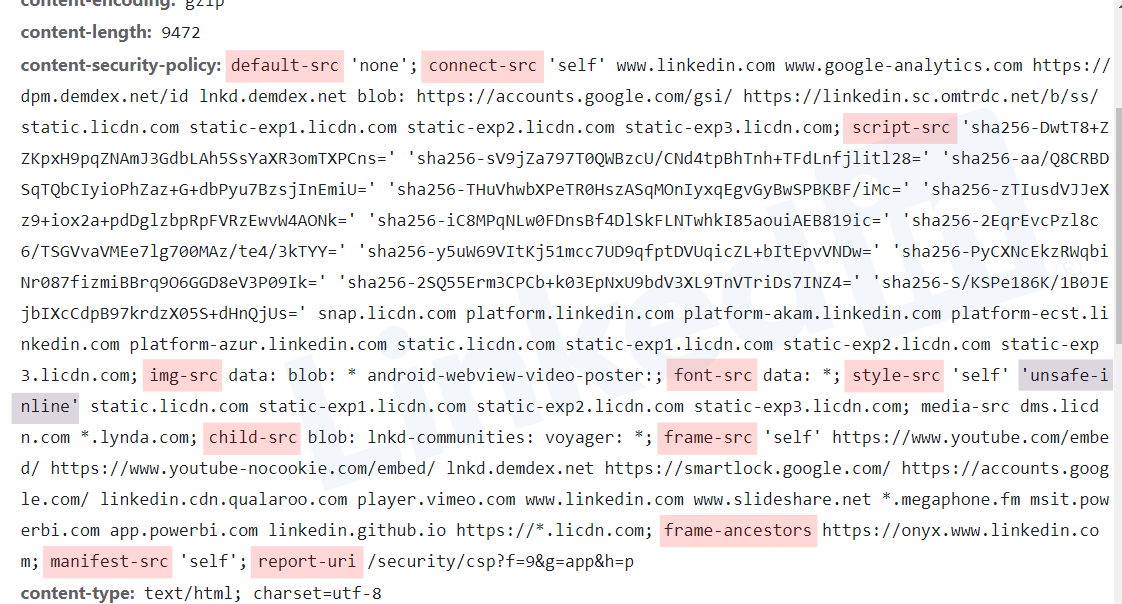 content-encoding: gzip
content-length: 9472
content-security-policy: default-src 'none'; connect-src 'self' www.linkedin.com www.google-analytics.com https://
dpm.demdex.net/id lnkd.demdex.net blob: https://accounts.google.com/gsi/ https://linkedin.sc.omtrdc.net/b/ss/
static.licdn.com static-exp1.licdn.com static-exp2.licdn.com static-exp3.licdn.com; script-src 'sha256-DwtT8+Z
ZKpxH9pqZNAmJ3GdbLAh5SsYaXR3omTXPCns=' 'sha256-sV9jZa797T0QWBzcU/CNd4tpBhTnh+TFdLnfjlitl28=' 'sha256-aa/Q8CRBD
SqTQbCIyioPhZaz+G+dbPyu7BzsjInEmiU=' 'sha256-THuVhwbXPeTR0HszASqMOnIyxqEgvGyBwSPBKBF/iMc=' 'sha256-zTIusdVJJeX
z9+iox2a+pdDglzbpRpFVRzEwvW4AONk=' 'sha256-iC8MPqNLw0FDnsBf4DlSkFLNTwhkI85aouiAEB819ic=' 'sha256-2EqrEvcPzl8c
6/TSGVvaVMEe7lg700MAz/te4/3kTYY=' 'sha256-y5uW69VItKj51mcc7UD9qfptDVUqicZL+bItEpvVNDw=' 'sha256-PyCXNcEkzRWqbi
Nr087fizmiBBrq9O6GGD8eV3P09Ik=' 'sha256-2SQ55Erm3CPCb+k03EpNxU9bdV3XL9TnVTriDs7INZ4=' 'sha256-S/KSPe186K/1B0JE
jbIXcCdpB97krdzX05S+dHnQjUs=' snap.licdn.com platform.linkedin.com platform-akam.linkedin.com platform-ecst.li
nkedin.com platform-azur.linkedin.com static.licdn.com static-exp1.licdn.com static-exp2.licdn.com static-exp
3.licdn.com; img-src data: blob: * android-webview-video-poster:; font-src data: *; style-src 'self' 'unsafe-i
nline' static.licdn.com static-exp1.licdn.com static-exp2.licdn.com static-exp3.licdn.com; media-src dms.licd
n.com *.lynda.com; child-src blob: lnkd-communities: voyager: *; frame-src 'self' https://www.youtube.com/embe
d/ https://www.youtube-nocookie.com/embed/ lnkd.demdex.net https://smartlock.google.com/ https://accounts.goog
le.com/ linkedin.cdn.qualaroo.com player.vimeo.com www.linkedin.com www.slideshare.net *.megaphone.fm msit.pow
erbi.com app.powerbi.com linkedin.github.io https://*.licdn.com; frame-ancestors https://onyx.www.linkedin.co
m; manifest-src 'self'; report-uri /security/csp?f=9&g=app&h=p
content-type: text/html; charset=utf-8
Linkedin